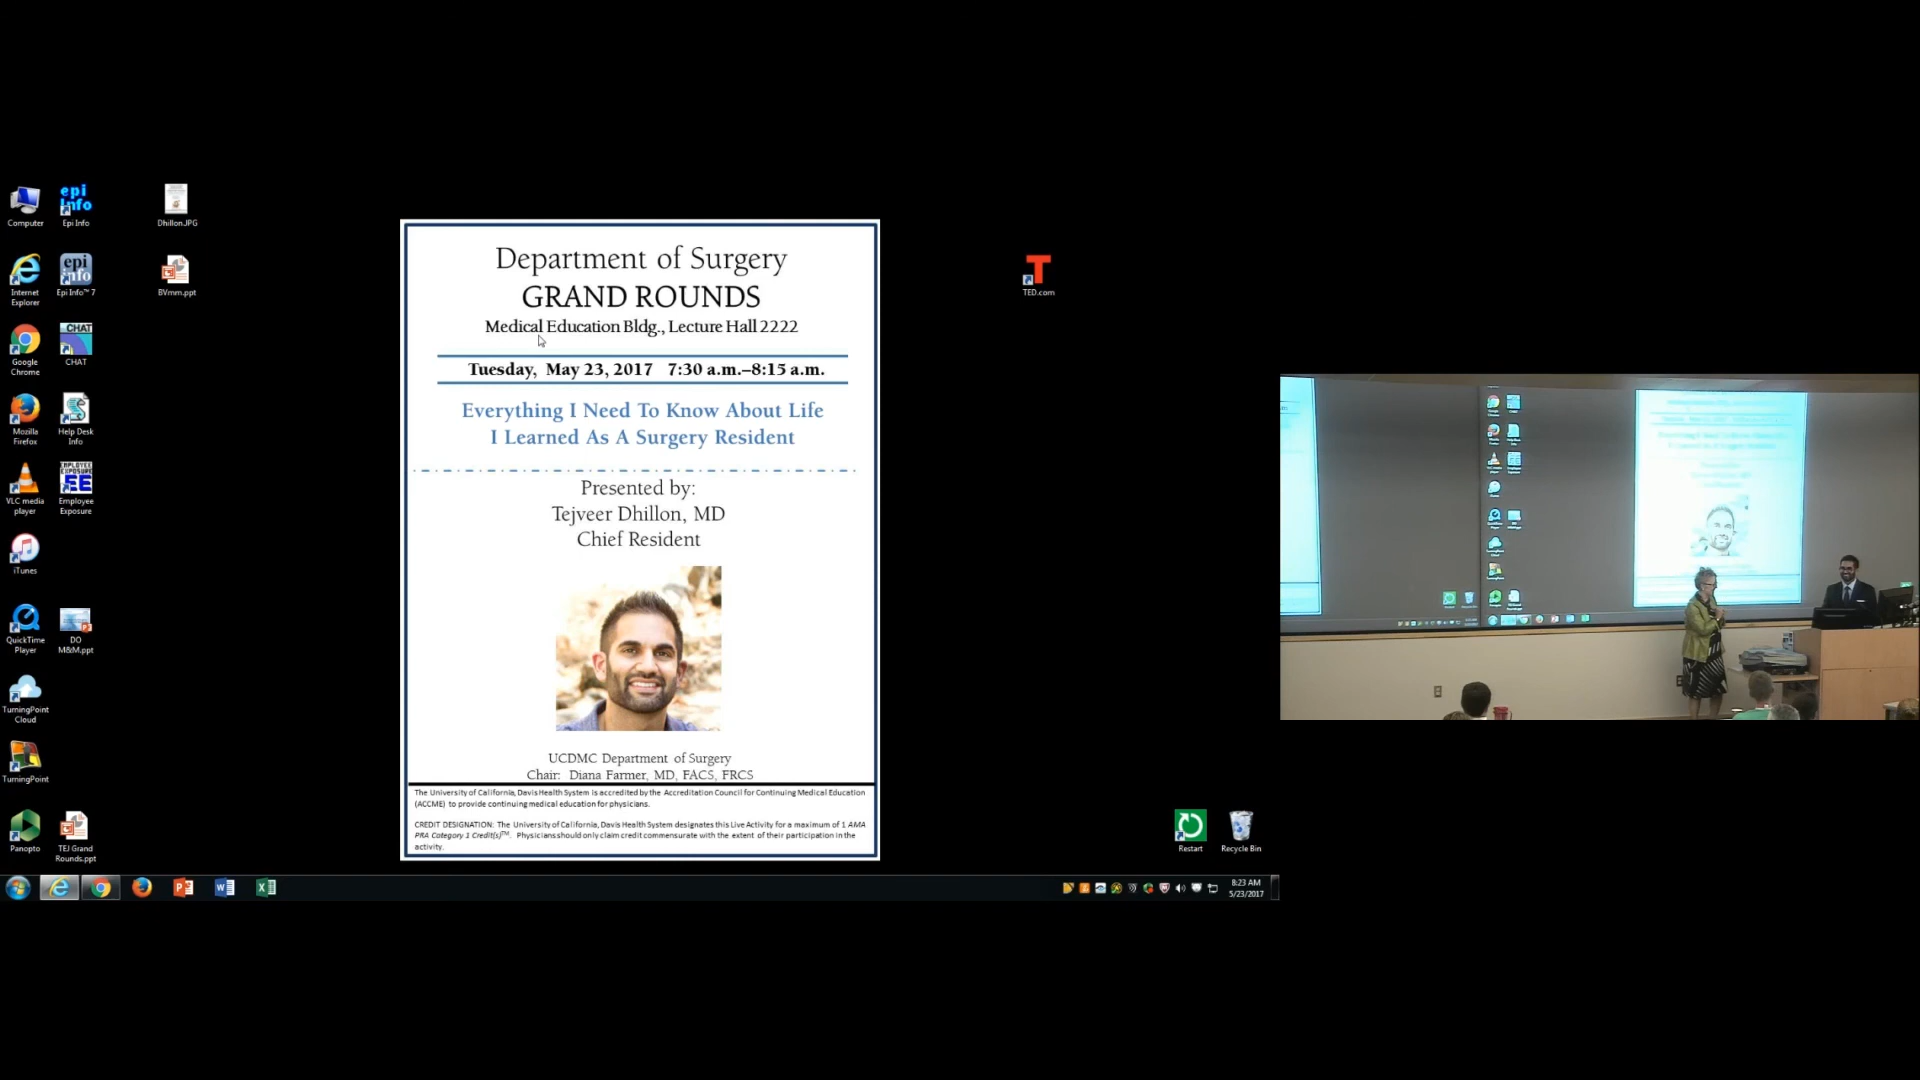 Computer
epi
info
Epi Info
Dhillon.JPG
Internet
Explorer
epi
info
Epi Info™ 7
BVmm.ppt
TED.com
Google
Chrome
CHAT
CHAT
Mozilla
Firefox
Help Desk
Info
VLC media
player
EMPLOYEE
EXPOSURE
EE
Employee
Exposure
iTunes
QuickTime
Player
DO
M&M.ppt
TurningPoint
Cloud
TurningPoint
Panopto
TEJ Grand
Rounds.ppt
Department of Surgery
GRAND ROUNDS
Medical Education Bldg., Lecture Hall 2222
Tuesday, May 23, 2017 7:30 a.m.–8:15 a.m.
Everything I Need To Know About Life
I Learned As A Surgery Resident
Presented by:
Tejveer Dhillon, MD
Chief Resident
UCDMC Department of Surgery
Chair: Diana Farmer, MD, FACS, FRCS
The University of California, Davis Health System is accredited by the Accreditation Council for Continuing Medical Education
(ACCME) to provide continuing medical education for physicians.
CREDIT DESIGNATION: The University of California, Davis Health System designates this Live Activity for a maximum of 1 AMA
PRA Category 1 Credit(s)™. Physicians should only claim credit commensurate with the extent of their participation in the
activity.
Restart
Recycle Bin
8:23 AM
5/23/2017